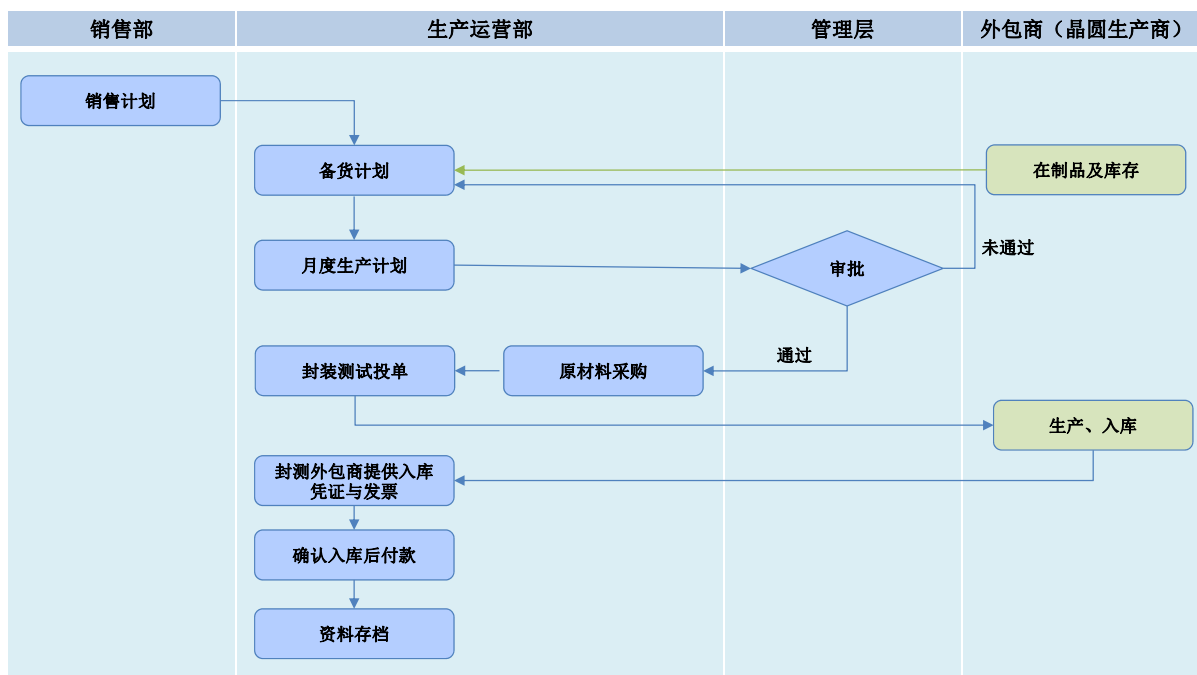 销售部
生产运营部
管理层
外包商（晶圆生产商）
销售计划
备货计划
在制品及库存
未通过
月度生产计划
审批
通过
封装测试投单
原材料采购
生产、入库
封测外包商提供入库
凭证与发票
确认入库后付款
资料存档